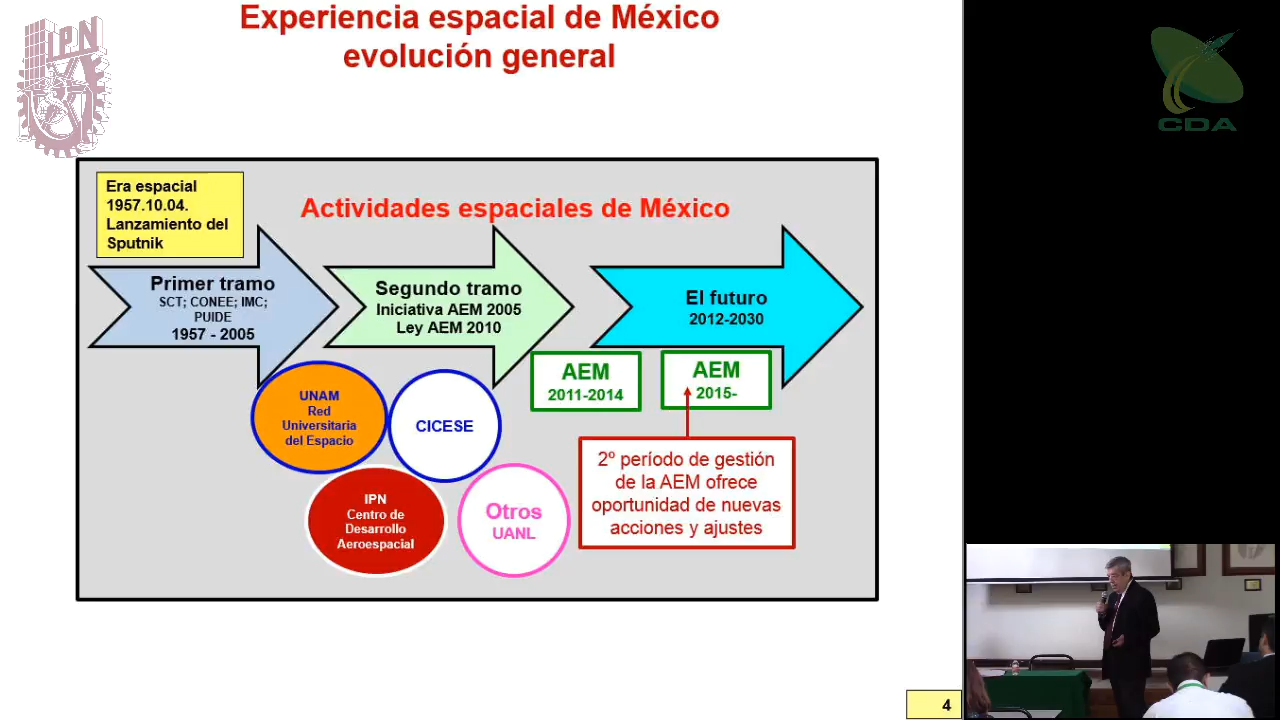 Experiencia espacial de México
evolución general
IPN
CDA
Era espacial
1957.10.04.
Lanzamiento del
Sputnik
Actividades espaciales de México
Primer tramo
SCT; CONEE; IMC;
PUIDE
1957 - 2005
Segundo tramo
Iniciativa AEM 2005
Ley AEM 2010
El futuro
2012-2030
AEM
2011-2014
AEM
2015-
UNAM
Red
Universitaria
del Espacio
CICESE
IPN
Centro de
Desarrollo
Aeroespacial
Otros
UANL
2º período de gestión
de la AEM ofrece
oportunidad de nuevas
acciones y ajustes
4